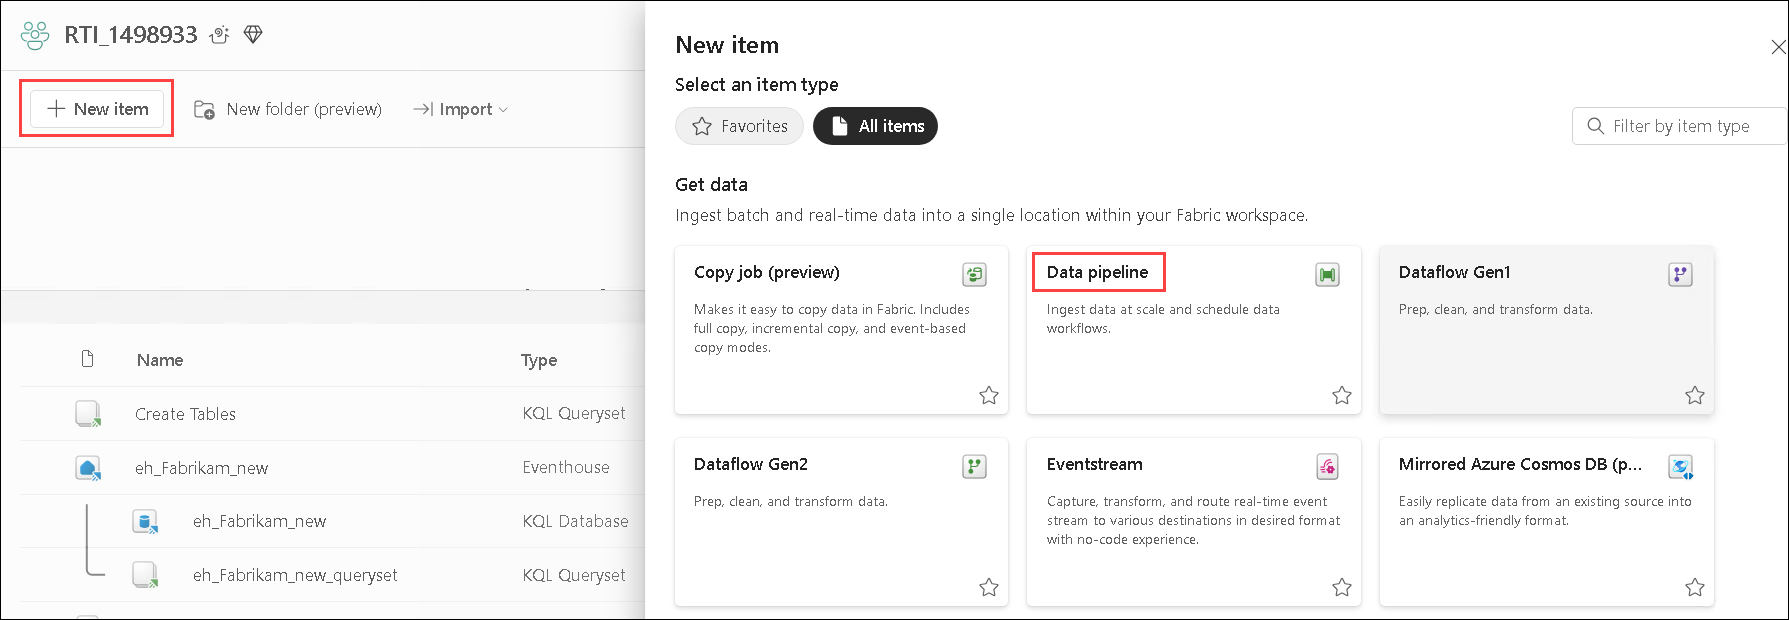 RTI_1498933
New item
New folder (preview)
Import
Name
Type
Create Tables
KQL Queryset
eh_Fabrikam_new
Eventhouse
eh_Fabrikam_new
KQL Database
eh_Fabrikam_new_queryset
KQL Queryset
New item
Select an item type
Favorites
All items
Filter by item type
Get data
Ingest batch and real-time data into a single location within your Fabric workspace.
Copy job (preview)
Makes it easy to copy data in Fabric. Includes
full copy, incremental copy, and event-based
copy modes.
Data pipeline
Ingest data at scale and schedule data
workflows.
Dataflow Gen1
Prep, clean, and transform data.
Dataflow Gen2
Prep, clean, and transform data.
Eventstream
Capture, transform, and route real-time event
stream to various destinations in desired format
with no-code experience.
Mirrored Azure Cosmos DB (p...
Easily replicate data from an existing source into
an analytics-friendly format.